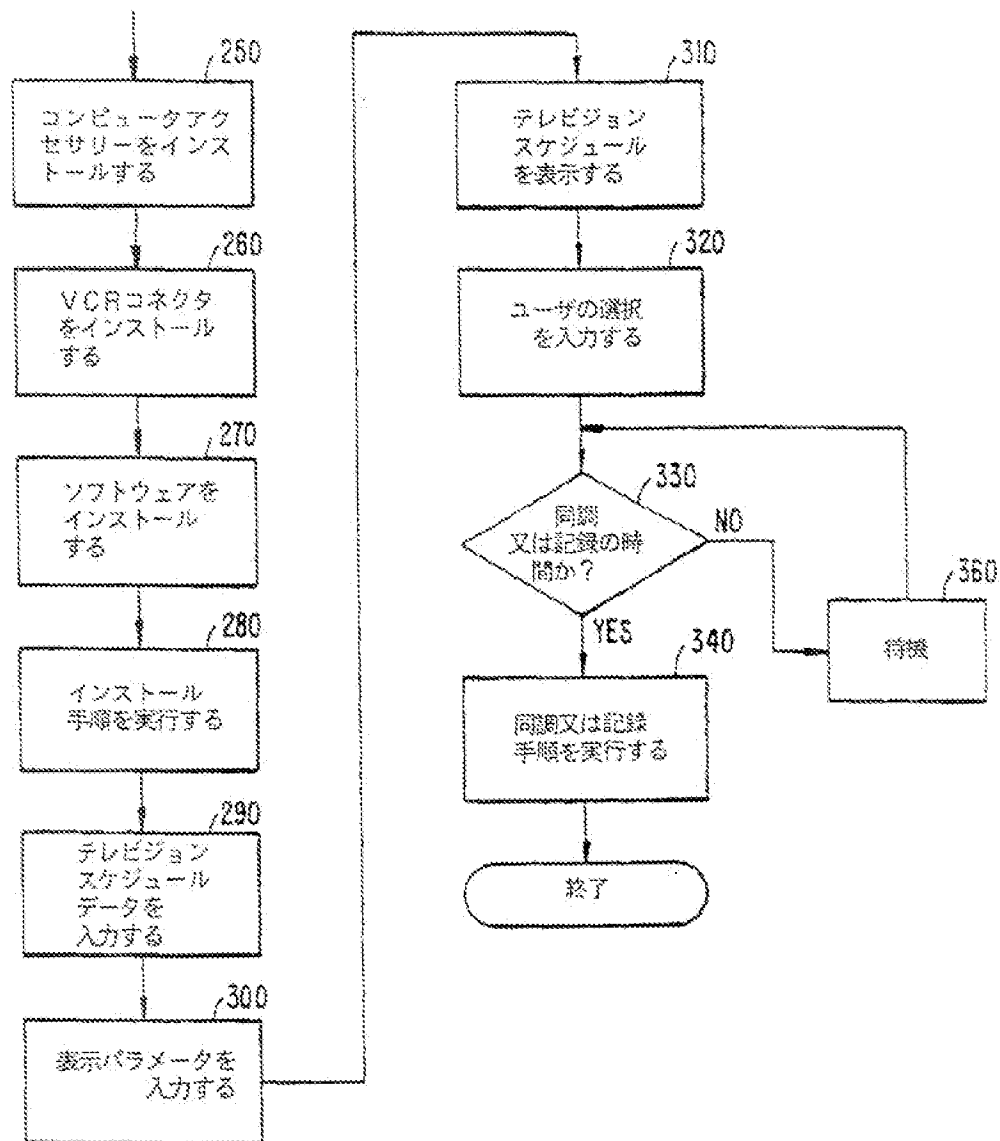 250
コンピュータアク
セサリーをインス
トールする
260
VCRコネクタ
をインストール
する
270
ソフトウェアを
インストール
する
280
インストール
手順を実行する
290
テレビジョン
スケジュール
データを
入力する
300
表示パラメータを
入力する
310
テレビジョン
スケジュール
を表示する
320
ユーザの選択
を入力する
330
同調
又は記録の時
間か?
NO
YES
360
待機
340
同調又は記録
手順を実行する
終了